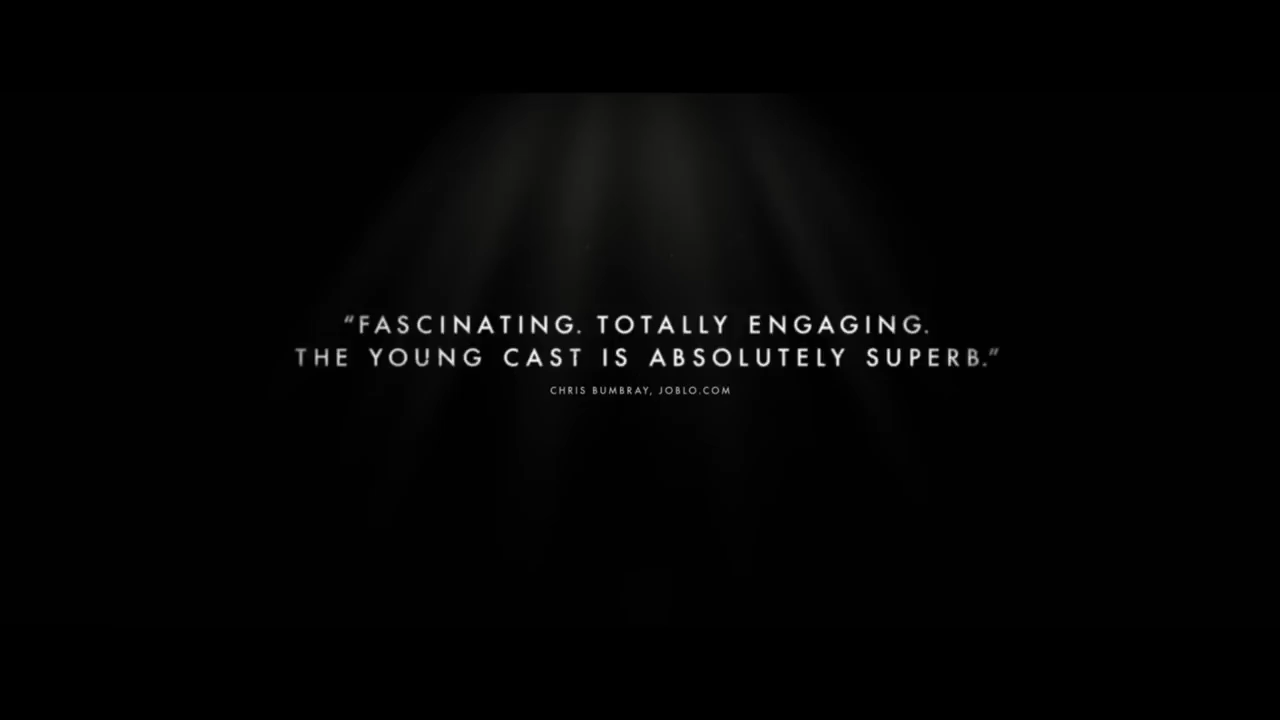 “FASCINATING. TOTALLY ENGAGING.
THE YOUNG CAST IS ABSOLUTELY SUPERB.”
CHRIS BUMBRAY, JOBLO.COM